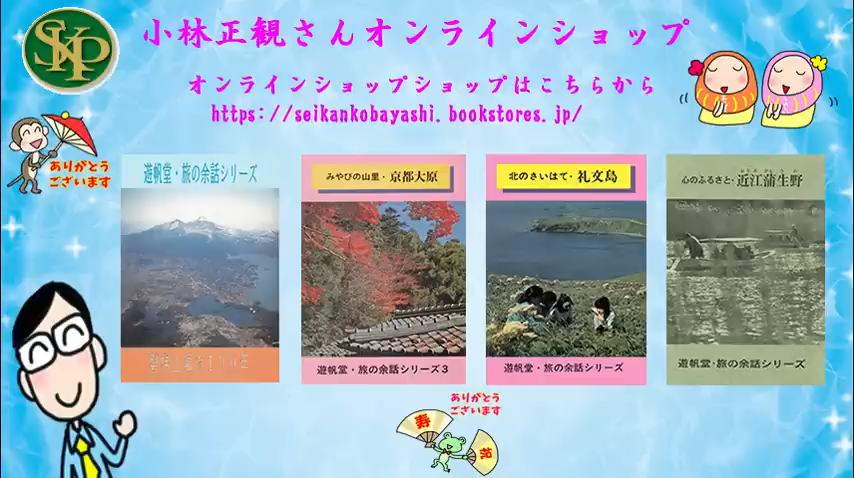 SKP
小林正観さんオンラインショップ
オンラインショップショップはこちらから
https://seikankobayashi.bookstores.jp/
ありがとう
ございます
遊帆堂・旅の余話シリーズ
みやびの山里・京都大原
遊帆堂・旅の余話シリーズ3
北のさいはて・礼文島
遊帆堂・旅の余話シリーズ
心のふるさと・近江蒲生野
遊帆堂・旅の余話シリーズ
ありがとう
ございます
寿